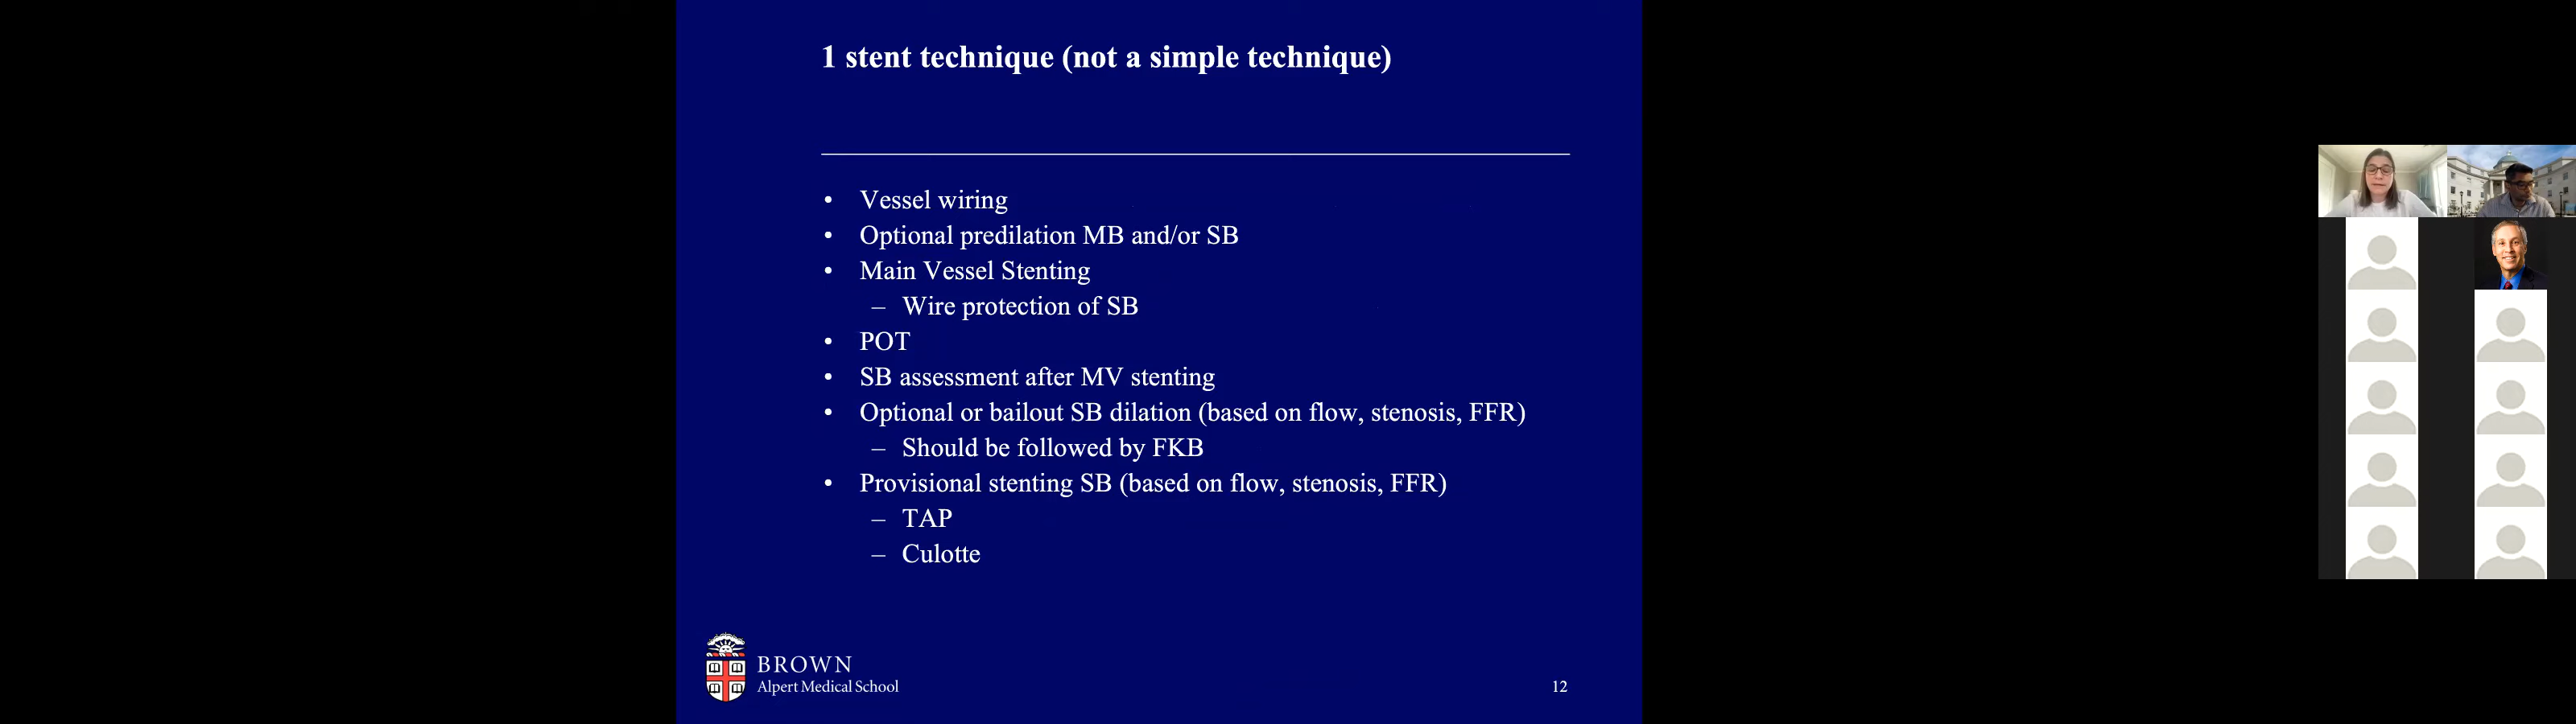 1 stent technique (not a simple technique)
• Vessel wiring
• Optional predilation MB and/or SB
• Main Vessel Stenting
– Wire protection of SB
• POT
• SB assessment after MV stenting
• Optional or bailout SB dilation (based on flow, stenosis, FFR)
– Should be followed by FKB
• Provisional stenting SB (based on flow, stenosis, FFR)
– TAP
– Culotte
BROWN
Alpert Medical School
12